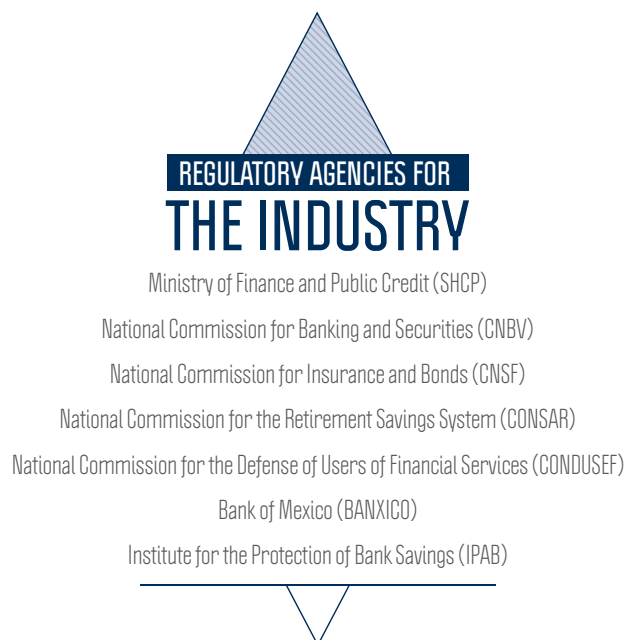 REGULATORY AGENCIES FOR
THE INDUSTRY
Ministry of Finance and Public Credit (SHCP)
National Commission for Banking and Securities (CNBV)
National Commission for Insurance and Bonds (CNSF)
National Commission for the Retirement Savings System (CONSAR)
National Commission for the Defense of Users of Financial Services (CONDUSEF)
Bank of Mexico (BANXICO)
Institute for the Protection of Bank Savings (IPAB)